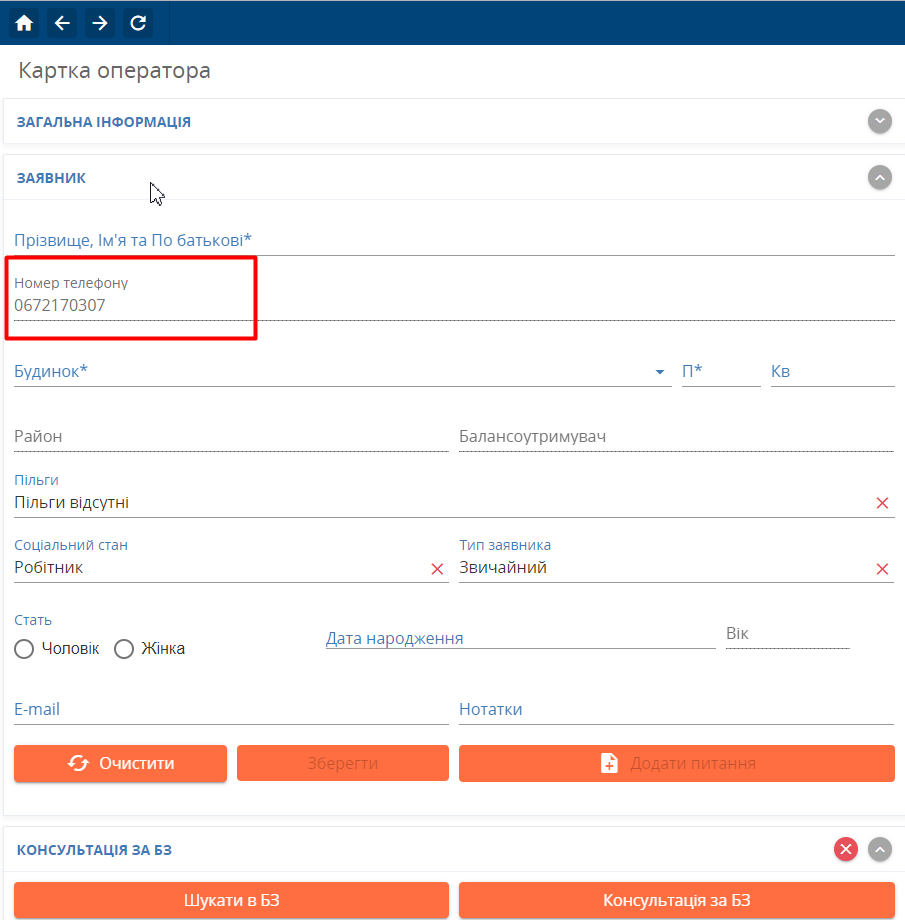 Картка оператора
ЗАГАЛЬНА ІНФОРМАЦІЯ
ЗАЯВНИК
Прізвище, Ім'я та По батькові*
Номер телефону
0672170307
Будинок* П* Кв
Район Балансоутримувач
Пільги
Пільги відсутні
Соціальний стан Тип заявника
Робітник Звичайний
Стать
Чоловік Жінка Дата народження Вік
E-mail Нотатки
Очистити Зберегти Додати питання
КОНСУЛЬТАЦІЯ ЗА БЗ
Шукати в БЗ Консультація за БЗ